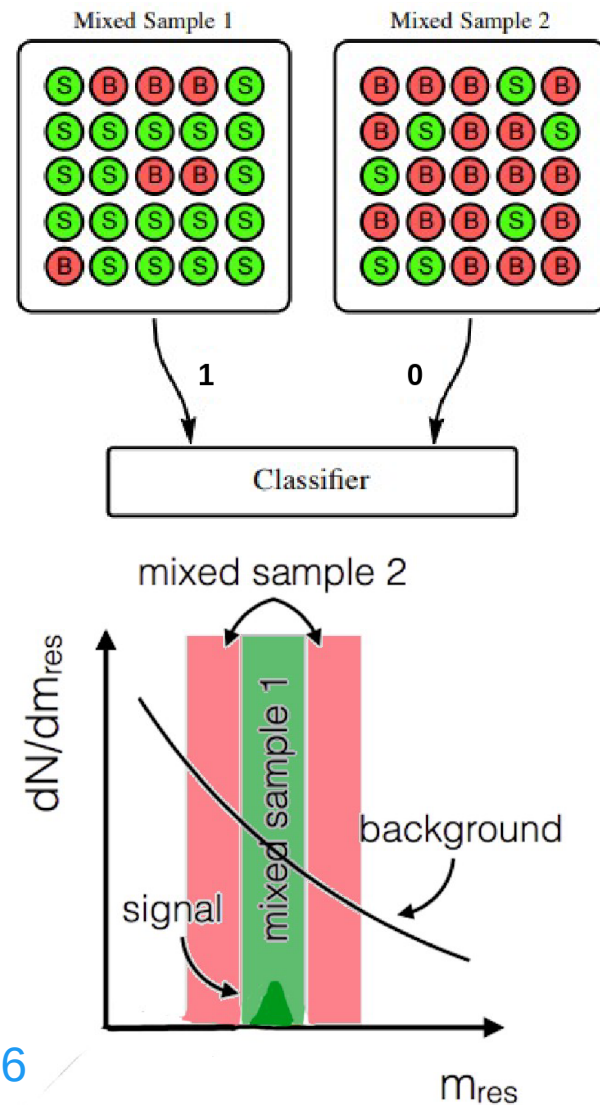 Mixed Sample 1 Mixed Sample 2
S B B B S B B B S B
S S S S S B S B B S
S S B B S S B B B B
S S S S S B B B S B
B S S S S S S B B B
1 0
Classifier
mixed sample 2
dN/dmres
mixed sample 1
background
signal
6
mres